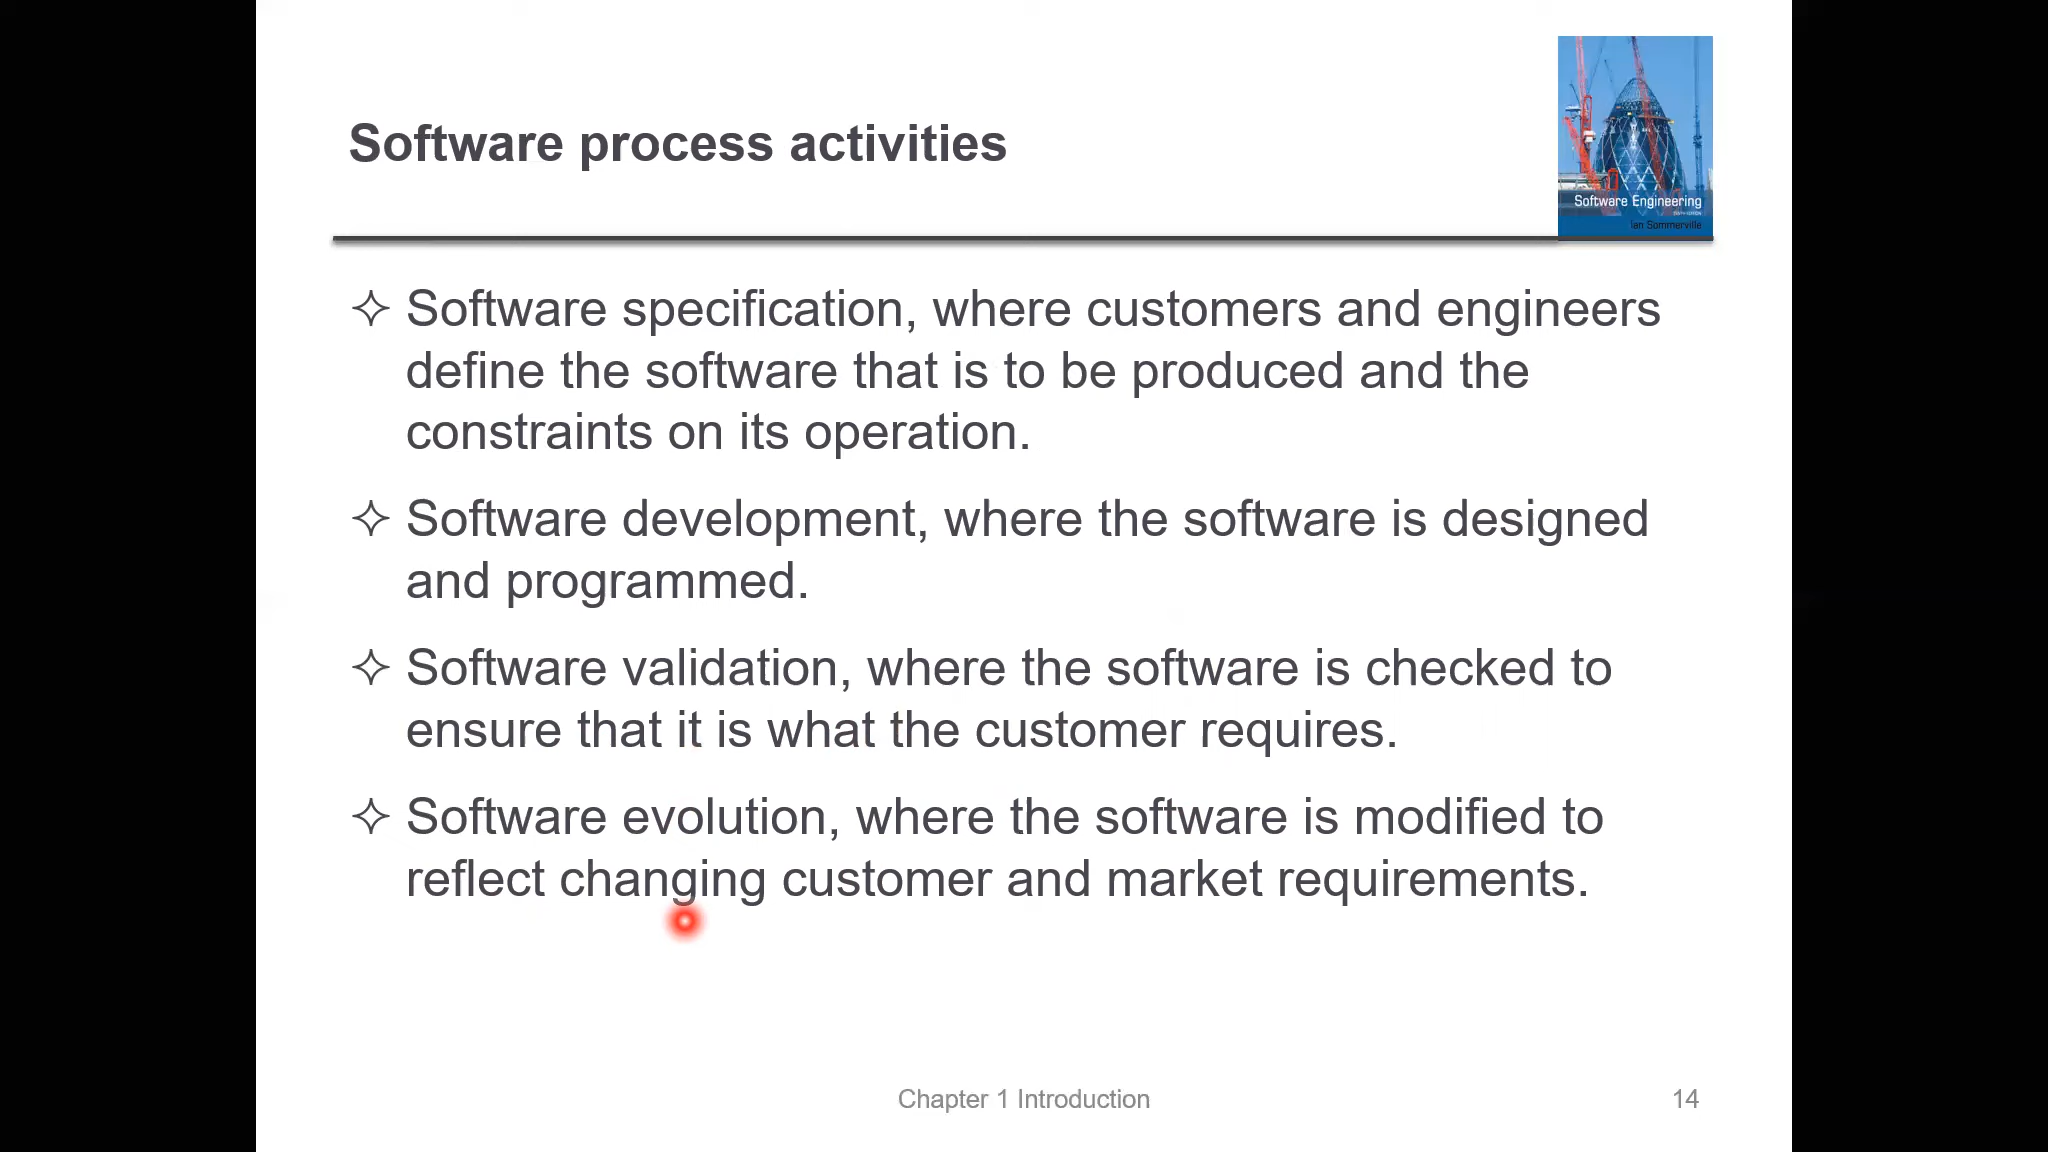 Software process activities
Software Engineering
Ian Sommerville
Software specification, where customers and engineers
define the software that is to be produced and the
constraints on its operation.
Software development, where the software is designed
and programmed.
Software validation, where the software is checked to
ensure that it is what the customer requires.
Software evolution, where the software is modified to
reflect changing customer and market requirements.
Chapter 1 Introduction
14